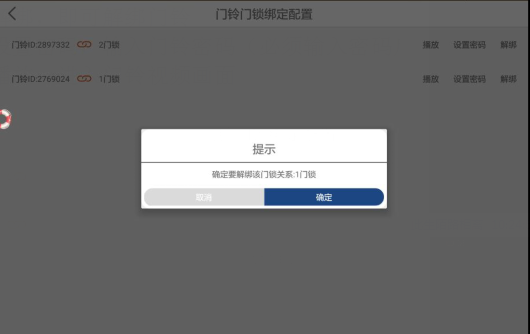 门铃门锁绑定配置
门铃ID:2897332 2门锁 播放 设置密码 解绑
门铃ID:2769024 1门锁 播放 设置密码 解绑
提示
确定要解绑该门锁关系:1门锁
取消 确定